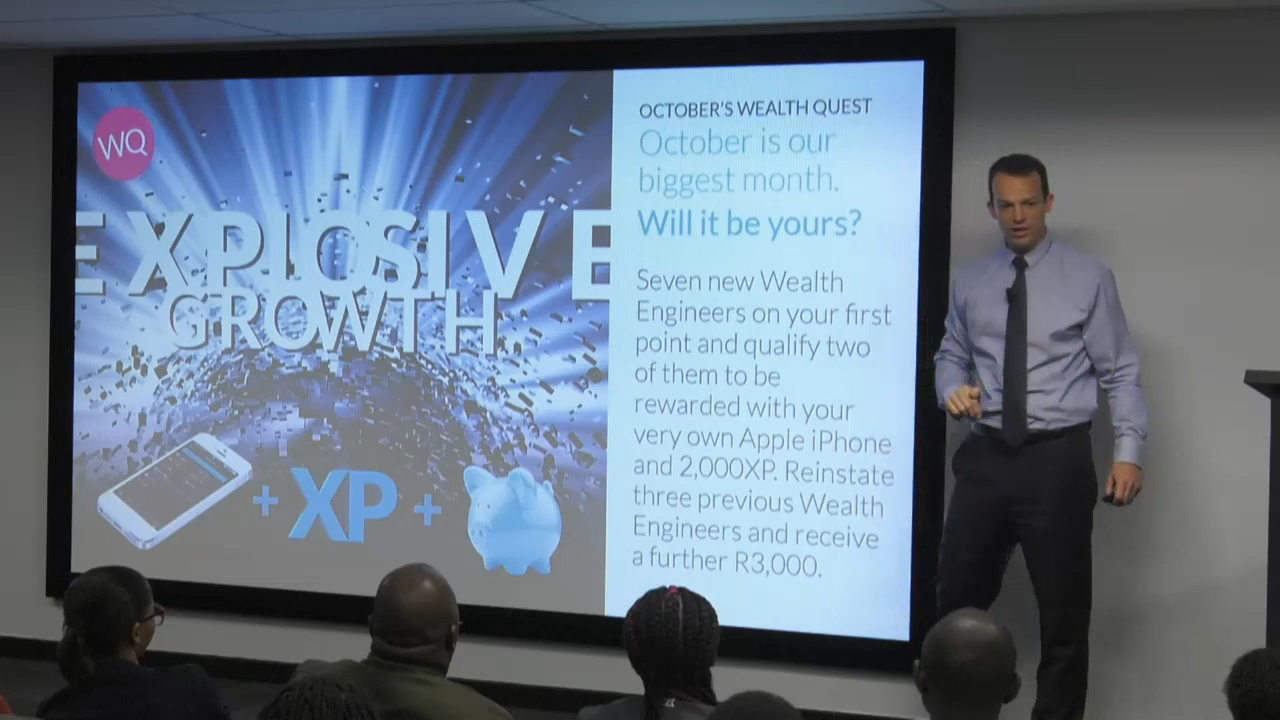 WQ
EXPLOSIVE
GROWTH
+ XP +
OCTOBER'S WEALTH QUEST
October is our
biggest month.
Will it be yours?
Seven new Wealth
Engineers on your first
point and qualify two
of them to be
rewarded with your
very own Apple iPhone
and 2,000XP. Reinstate
three previous Wealth
Engineers and receive
a further R3,000.